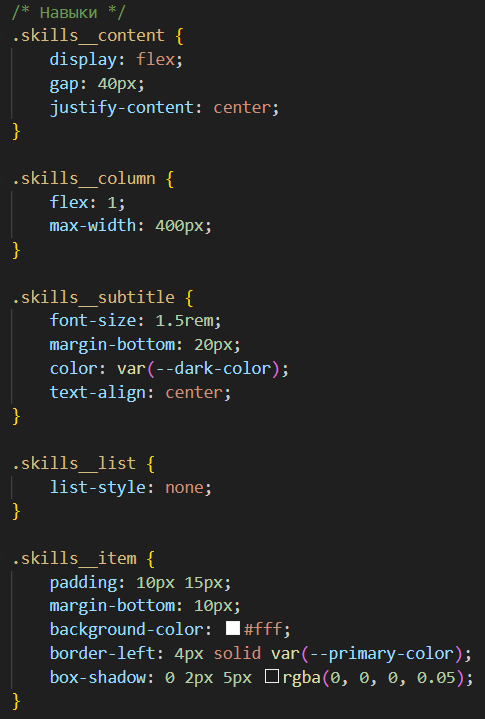 /* Навыки */
.skills__content {
    display: flex;
    gap: 40px;
    justify-content: center;
}

.skills__column {
    flex: 1;
    max-width: 400px;
}

.skills__subtitle {
    font-size: 1.5rem;
    margin-bottom: 20px;
    color: var(--dark-color);
    text-align: center;
}

.skills__list {
    list-style: none;
}

.skills__item {
    padding: 10px 15px;
    margin-bottom: 10px;
    background-color: #fff;
    border-left: 4px solid var(--primary-color);
    box-shadow: 0 2px 5px rgba(0, 0, 0, 0.05);
}